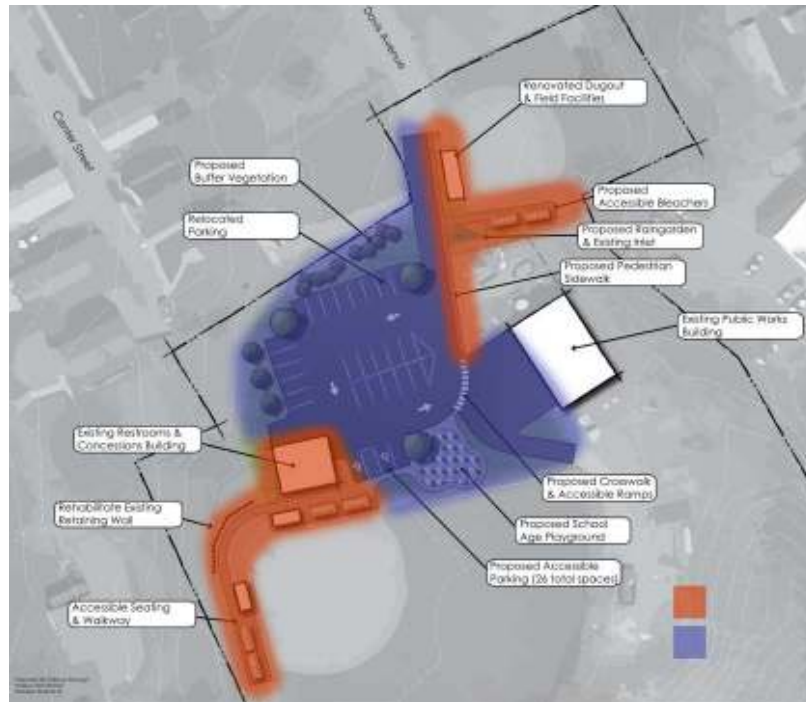 Davis Avenue
Center Street
Renovated Dugout
& Field Facilities
Proposed
Buffer Vegetation
Relocated
Parking
Proposed
Accessible Bleachers
Proposed Raingarden
& Existing Inlet
Proposed Pedestrian
Sidewalk
Existing Public Works
Building
Existing Restrooms &
Concessions Building
Rehabilitate Existing
Retaining Wall
Accessible Seating
& Walkway
Proposed Crosswalk
& Accessible Ramps
Proposed School
Age Playground
Proposed Accessible
Parking (26 total spaces)